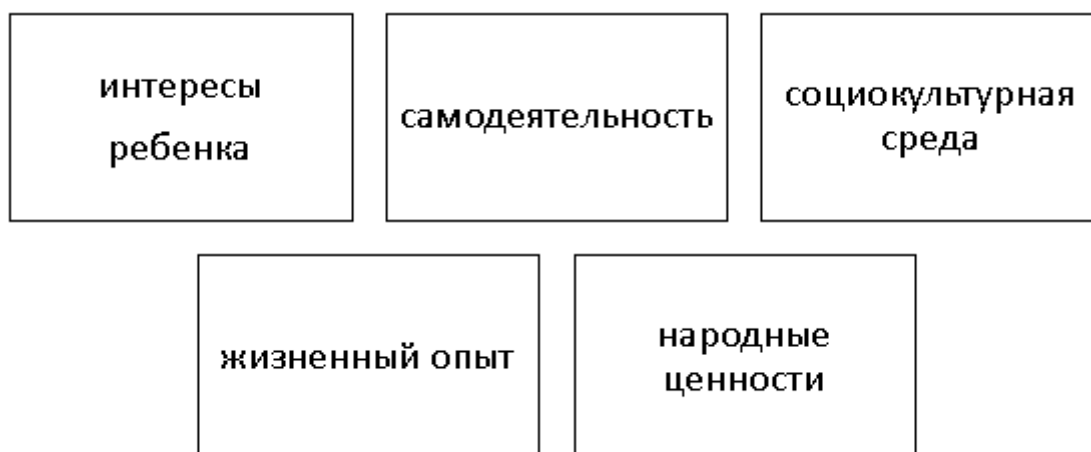 интересы
ребенка
самодеятельность
социокультурная
среда
жизненный опыт
народные
ценности